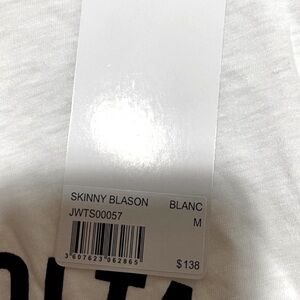 SKINNY BLASON BLANC
JWTS00057 M
3 607623 062865
$138